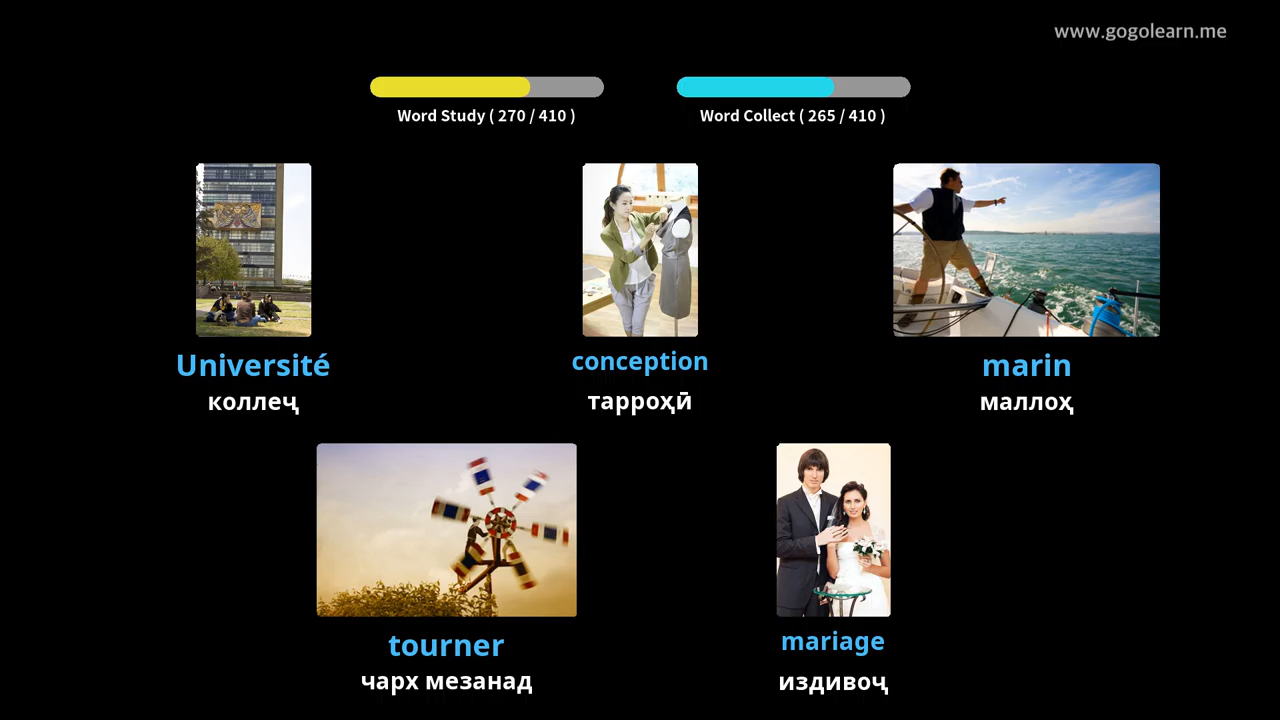 www.gogolearn.me
Word Study ( 270 / 410 )
Word Collect ( 265 / 410 )
Université
коллеҷ
conception
тарроҳӣ
marin
маллоҳ
tourner
чарх мезанад
mariage
издивоҷ